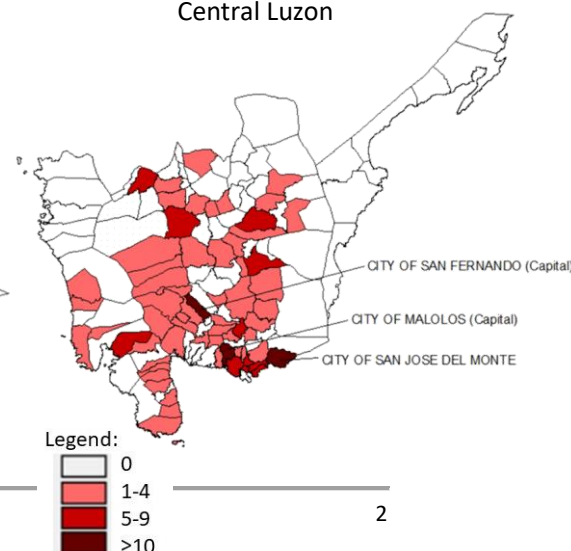 Central Luzon
CITY OF SAN FERNANDO (Capital)
CITY OF MALOLOS (Capital)
CITY OF SAN JOSE DEL MONTE
Legend:
0
1-4
5-9
>10
2